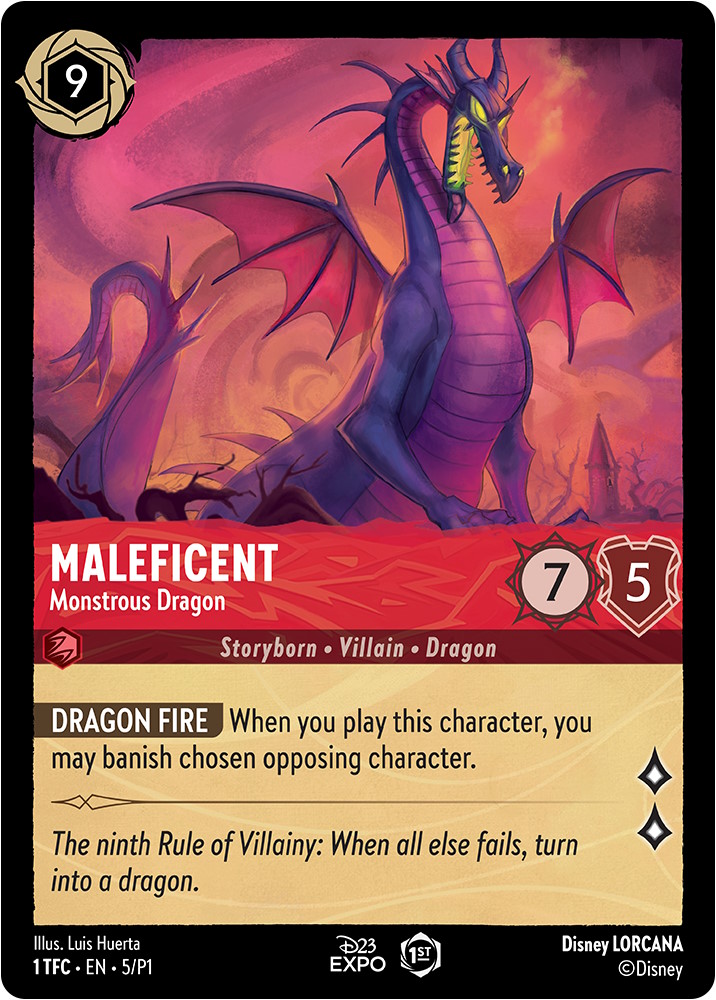 9
MALEFICENT
Monstrous Dragon
7
5
Storyborn • Villain • Dragon
DRAGON FIRE When you play this character, you
may banish chosen opposing character.
The ninth Rule of Villainy: When all else fails, turn
into a dragon.
Illus. Luis Huerta
1 TFC • EN • 5/P1
D23
EXPO
1ST
Disney LORCANA
©Disney